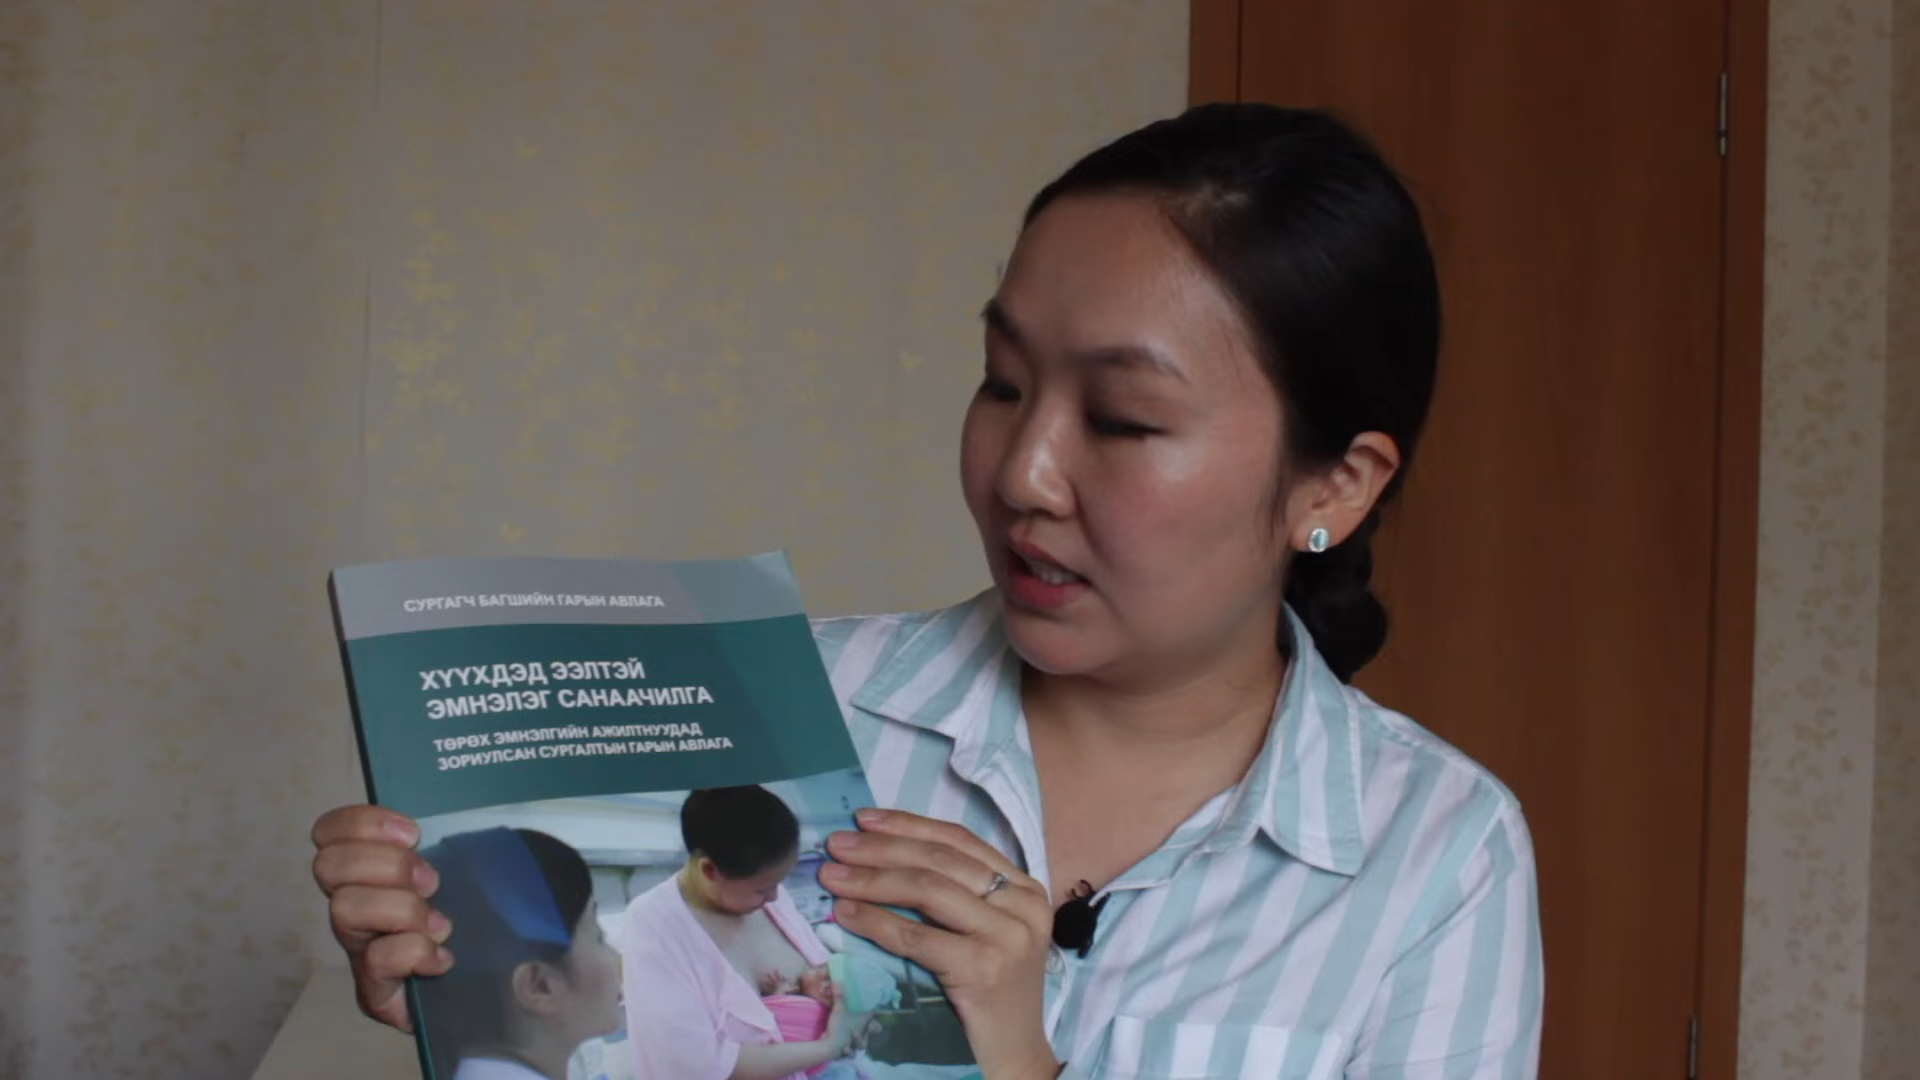 СУРГАГЧ БАГШИЙН ГАРЫН АВЛАГА
ХҮҮХДЭД ЭЭЛТЭЙ
ЭМНЭЛЭГ САНААЧИЛГА
ТӨРӨХ ЭМНЭЛГИЙН АЖИЛТНУУДАД
ЗОРИУЛСАН СУРГАЛТЫН ГАРЫН АВЛАГА